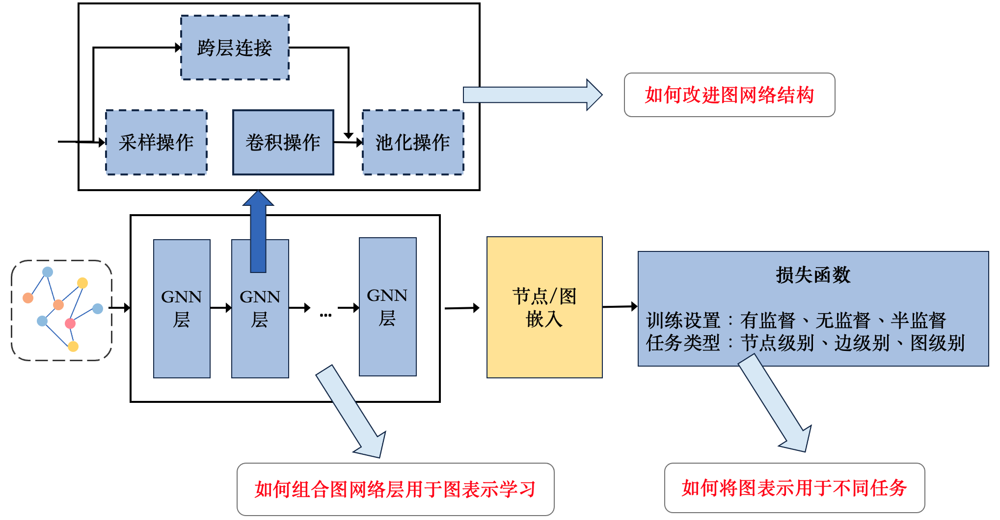 跨层连接
如何改进图网络结构
采样操作
卷积操作
池化操作
GNN
层
GNN
层
...
GNN
层
节点/图
嵌入
损失函数
训练设置：有监督、无监督、半监督
任务类型：节点级别、边级别、图级别
如何组合图网络层用于图表示学习
如何将图表示用于不同任务